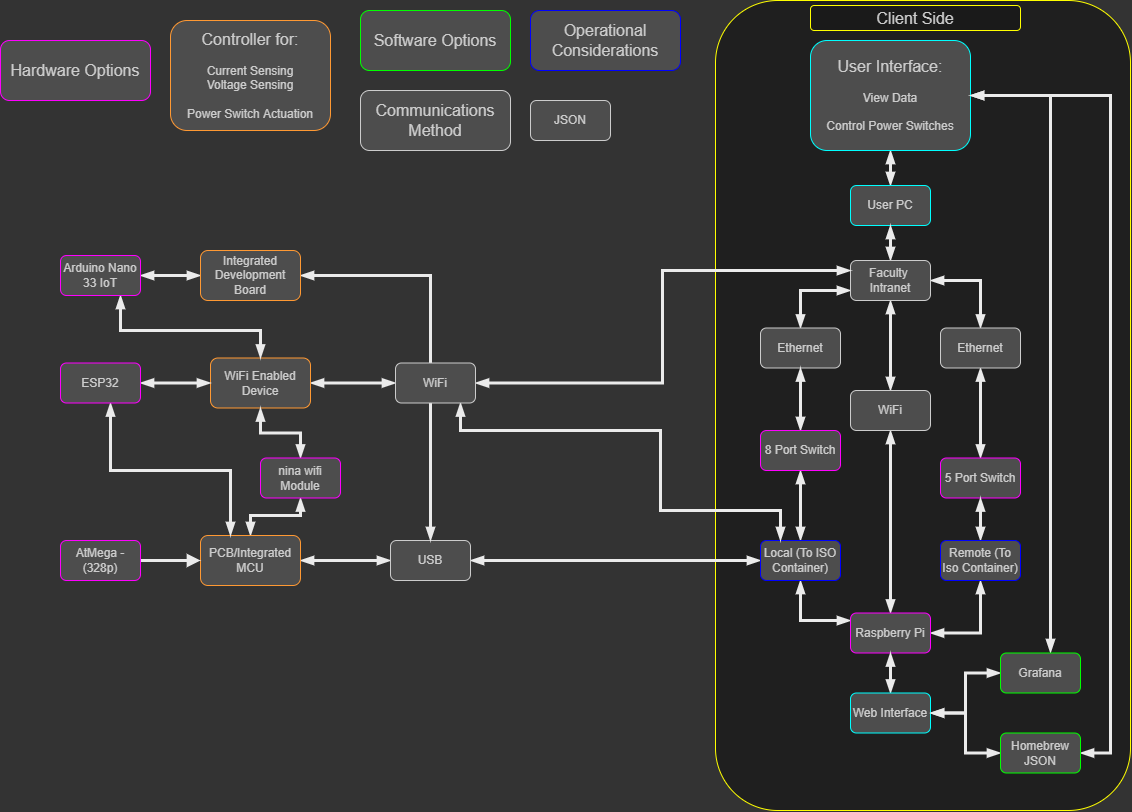 Hardware Options
Controller for:
Current Sensing
Voltage Sensing
Power Switch Actuation
Software Options
Operational
Considerations
Communications
Method
JSON
Client Side
User Interface:
View Data
Control Power Switches
User PC
Faculty
Intranet
Arduino Nano
33 IoT
Integrated
Development
Board
Ethernet
Ethernet
ESP32
WiFi Enabled
Device
WiFi
WiFi
8 Port Switch
nina wifi
Module
5 Port Switch
AtMega -
(328p)
PCB/Integrated
MCU
USB
Local (To ISO
Container)
Remote (To
Iso Container)
Raspberry Pi
Grafana
Web Interface
Homebrew
JSON